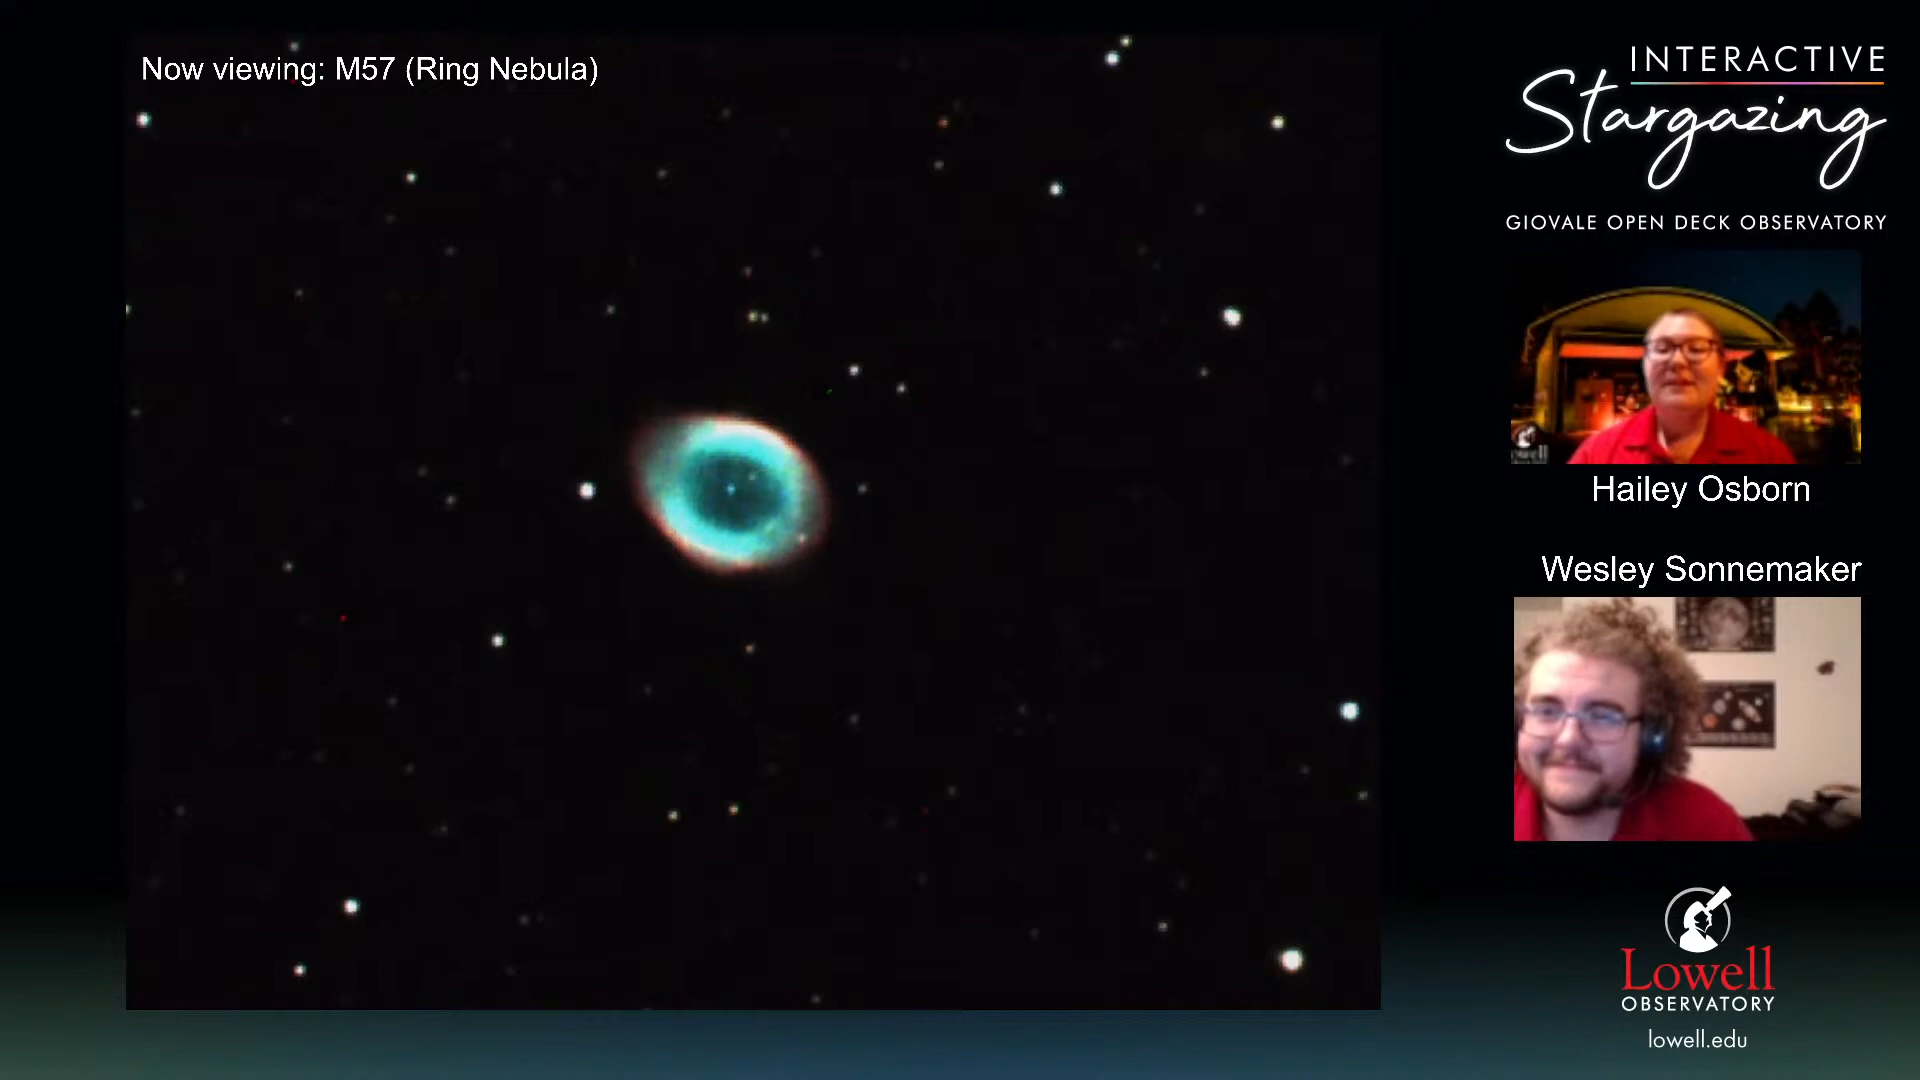 Now viewing: M57 (Ring Nebula)
INTERACTIVE
Stargazing
GIOVALE OPEN DECK OBSERVATORY
Hailey Osborn
Wesley Sonnemaker
Lowell
OBSERVATORY
lowell.edu